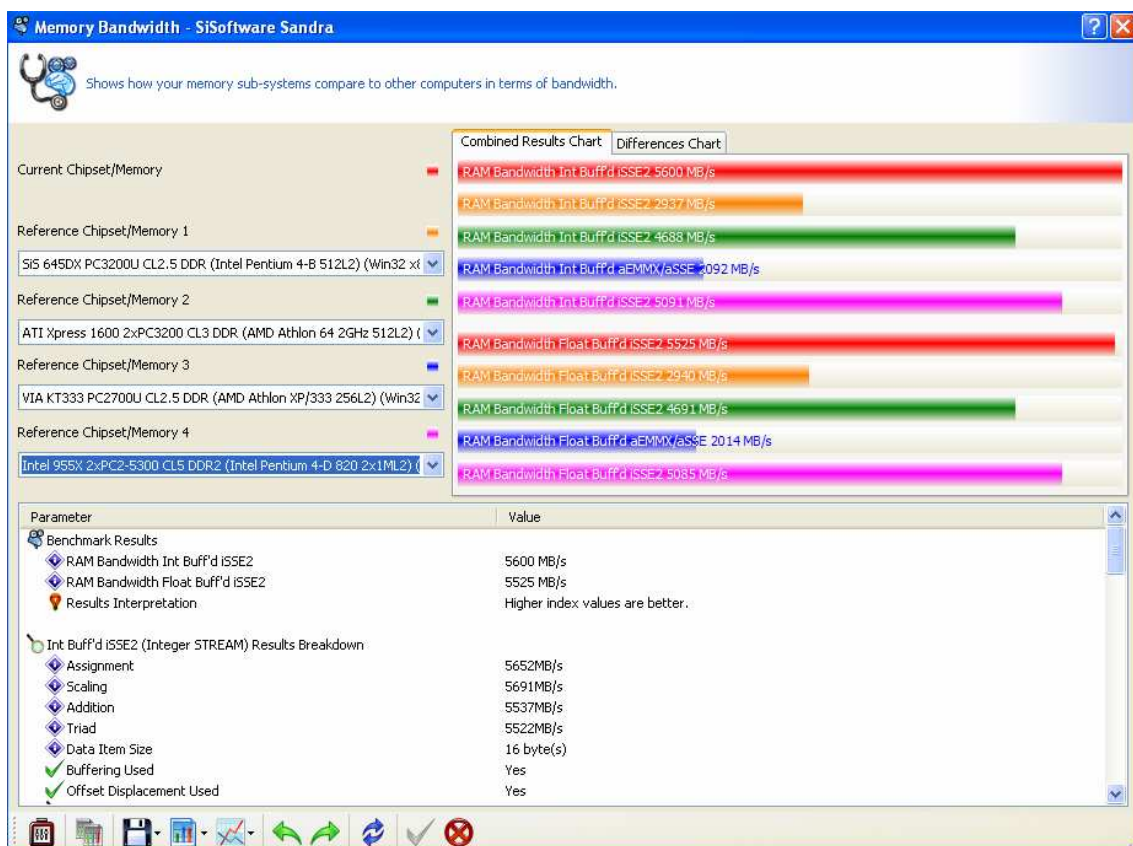 Memory Bandwidth - SiSoftware Sandra
Shows how your memory sub-systems compare to other computers in terms of bandwidth.
Combined Results Chart
Differences Chart
Current Chipset/Memory
RAM Bandwidth Int Buff'd iSSE2 5600 MB/s
RAM Bandwidth Int Buff'd iSSE2 2937 MB/s
Reference Chipset/Memory 1
RAM Bandwidth Int Buff'd iSSE2 4688 MB/s
SiS 645DX PC3200U CL2.5 DDR (Intel Pentium 4-B 512L2) (Win32
RAM Bandwidth Int Buff'd aEMMX/aSSE 2092 MB/s
Reference Chipset/Memory 2
RAM Bandwidth Int Buff'd iSSE2 5091 MB/s
ATI Xpress 1600 2xPC3200 CL3 DDR (AMD Athlon 64 2GHz 512L2) (
RAM Bandwidth Float Buff'd iSSE2 5525 MB/s
Reference Chipset/Memory 3
RAM Bandwidth Float Buff'd iSSE2 2940 MB/s
VIA KT333 PC2700U CL2.5 DDR (AMD Athlon XP/333 256L2) (Win32
RAM Bandwidth Float Buff'd iSSE2 4691 MB/s
Reference Chipset/Memory 4
RAM Bandwidth Float Buff'd aEMMX/aSSE 2014 MB/s
Intel 955X 2xPC2-5300 CL5 DDR2 (Intel Pentium 4-D 820 2x1ML2) (
RAM Bandwidth Float Buff'd iSSE2 5085 MB/s
Parameter Value
Benchmark Results
RAM Bandwidth Int Buff'd iSSE2 5600 MB/s
RAM Bandwidth Float Buff'd iSSE2 5525 MB/s
Results Interpretation Higher index values are better.
Int Buff'd iSSE2 (Integer STREAM) Results Breakdown
Assignment 5652MB/s
Scaling 5691MB/s
Addition 5537MB/s
Triad 5522MB/s
Data Item Size 16 byte(s)
Buffering Used Yes
Offset Displacement Used Yes